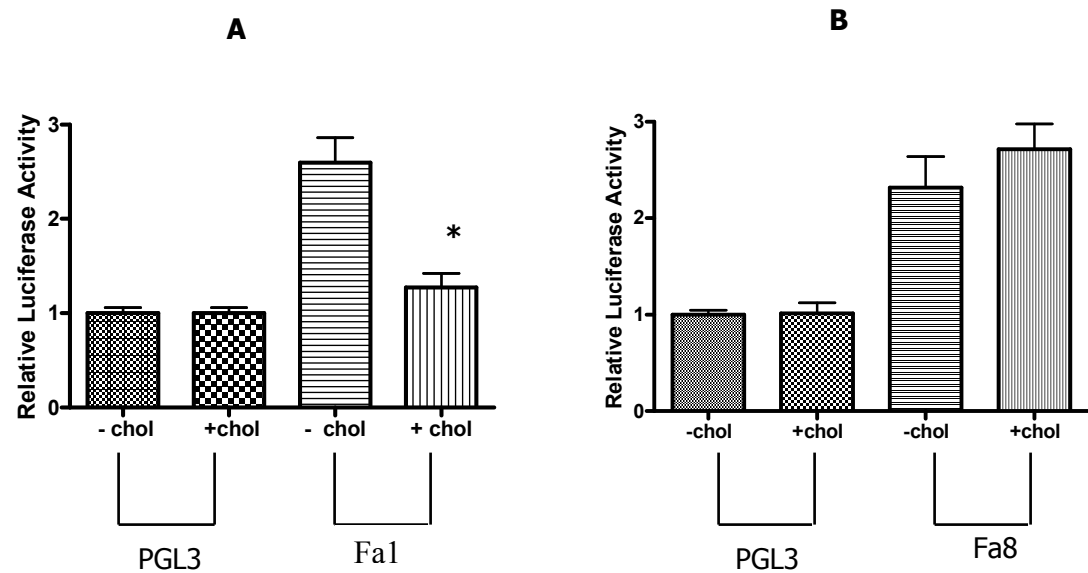 A
Relative Luciferase Activity
3
2
1
0
- chol
+chol
- chol
+ chol
*
PGL3
Fa1
B
Relative Luciferase Activity
3
2
1
0
-chol
+chol
-chol
+chol
PGL3
Fa8